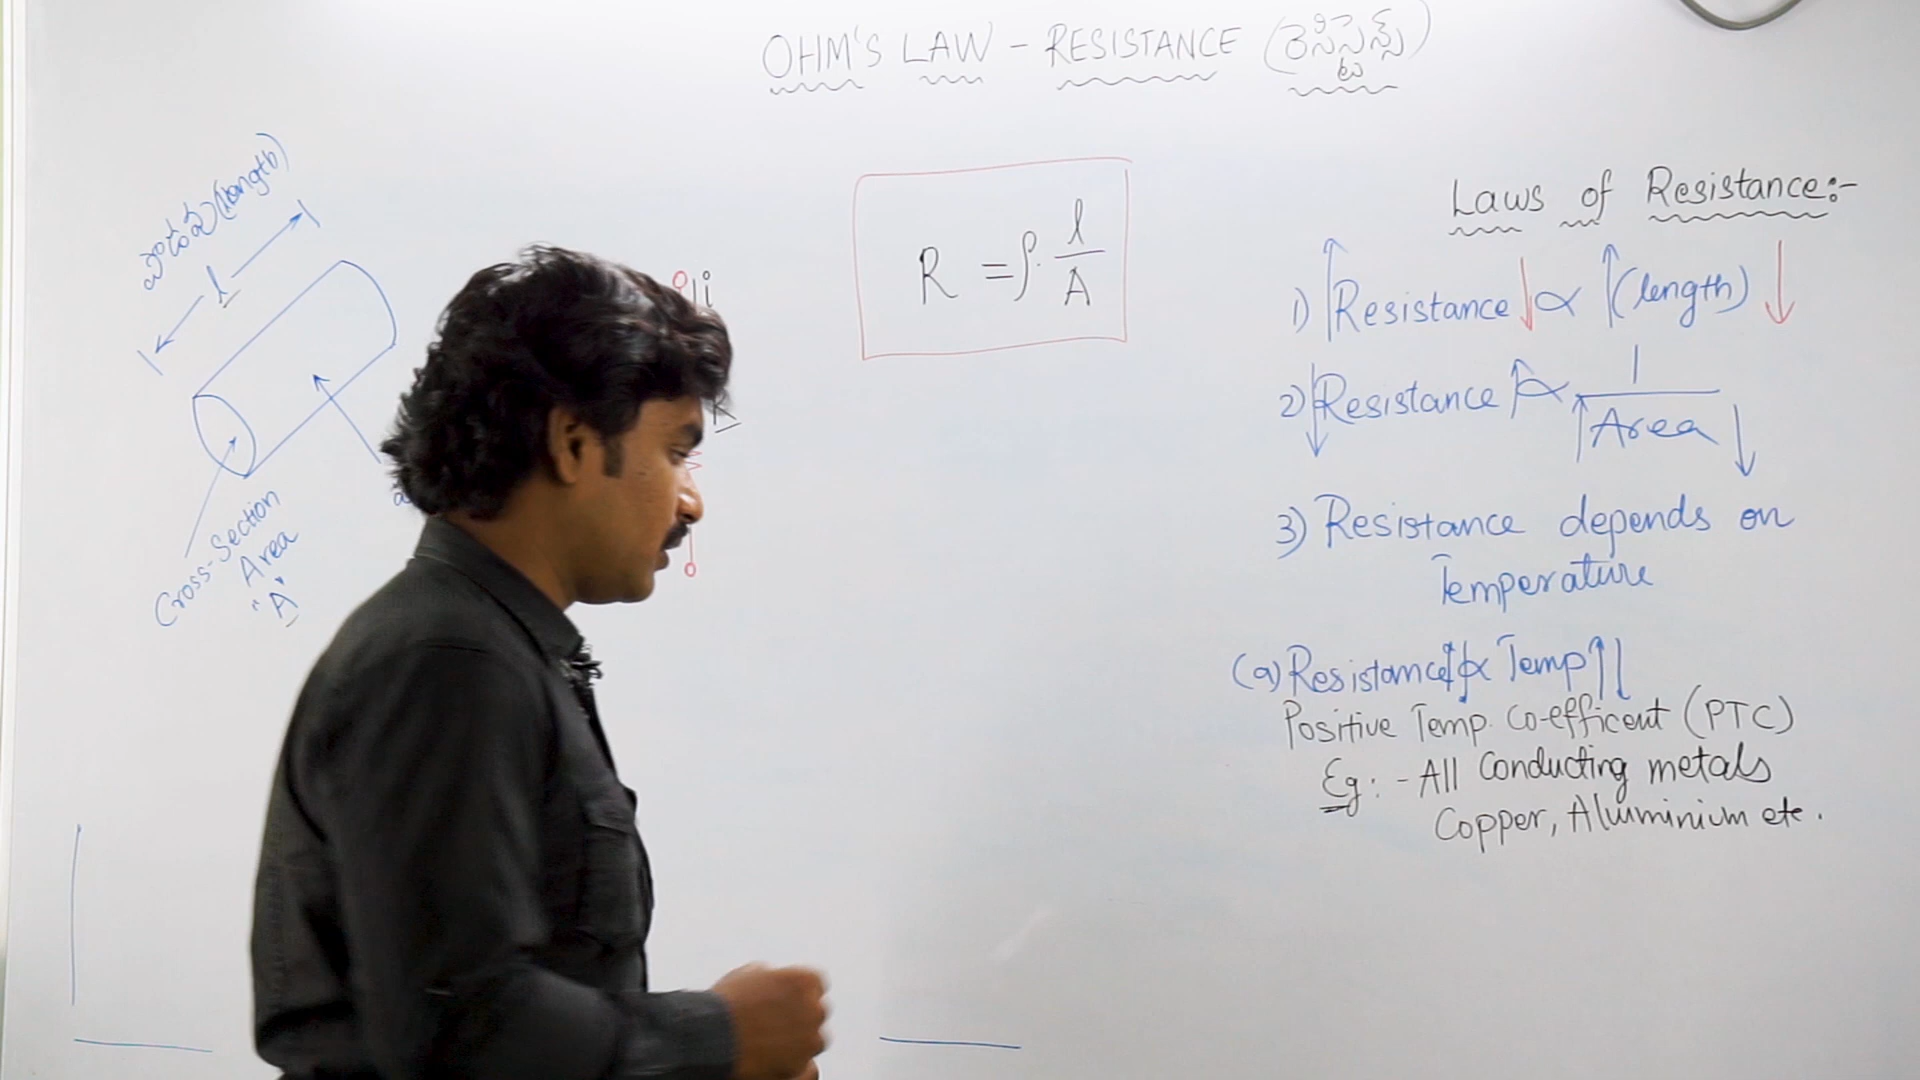 OHM'S LAW - RESISTANCE (రెసిస్టెన్స్)
(Length)
l
Cross-Section
Area
"A"
i
R
R = ρ. l/A
Laws of Resistance:-
1) Resistance ∝ (length)
2) Resistance ∝ 1/Area
3) Resistance depends on
Temperature
(a) Resistance ∝ Temp
Positive Temp. Co-efficent (PTC)
Eg: - All Conducting metals
Copper, Aluminium etc.